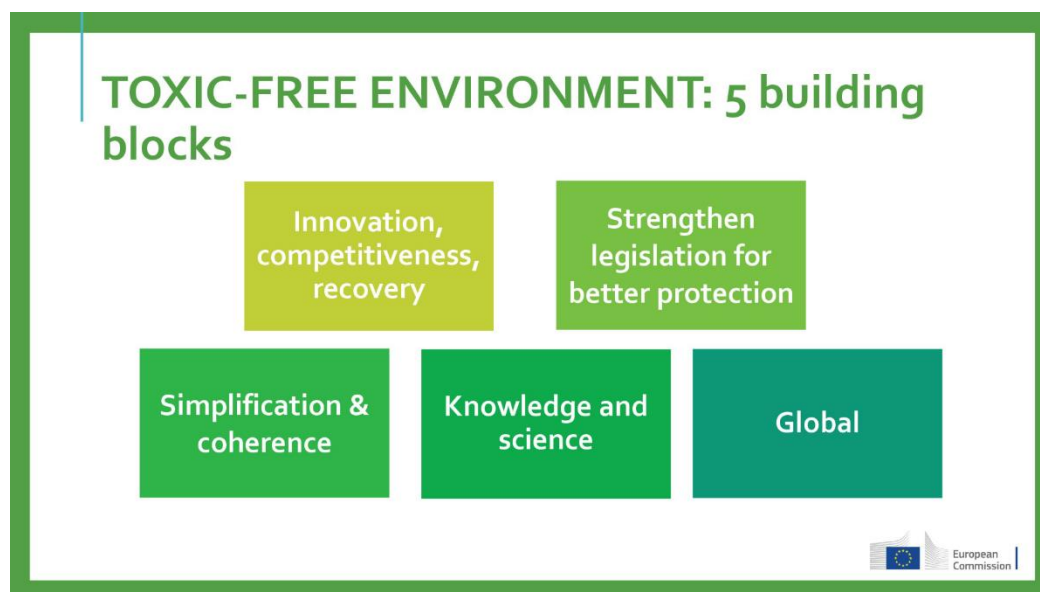 TOXIC-FREE ENVIRONMENT: 5 building
blocks
Innovation,
competitiveness,
recovery
Strengthen
legislation for
better protection
Simplification &
coherence
Knowledge and
science
Global
European
Commission